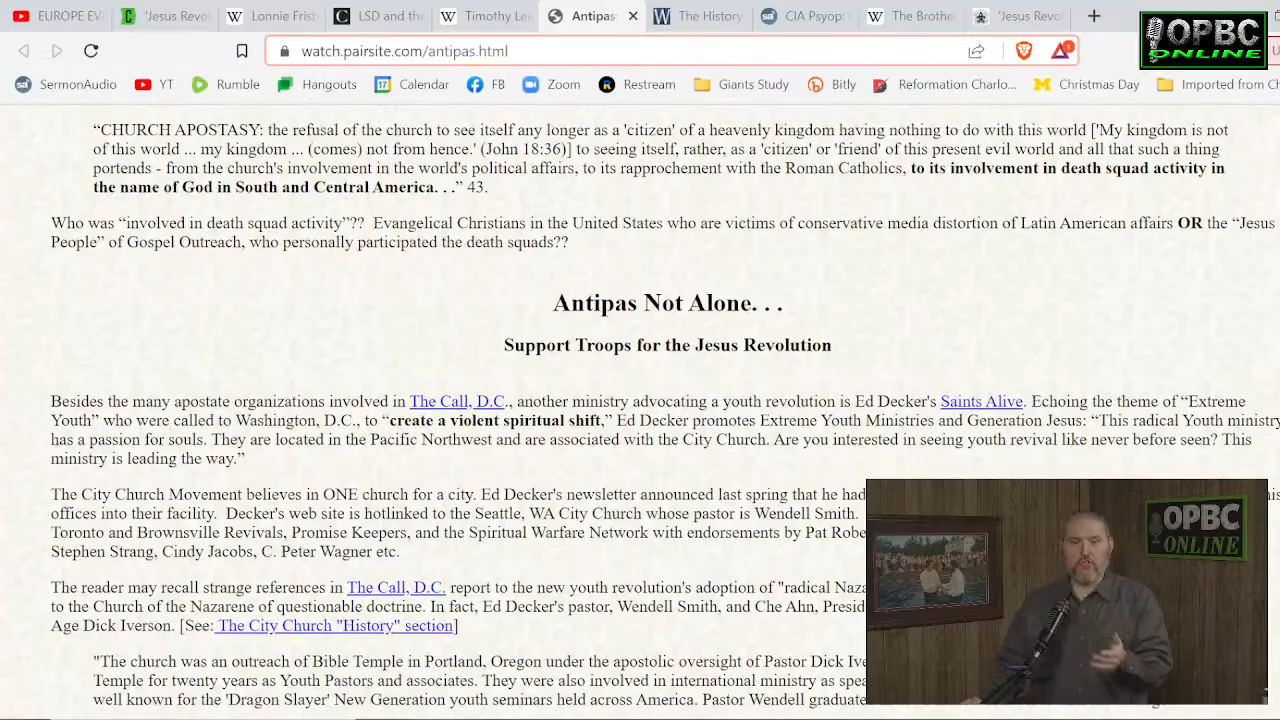 EUROPE EV
'Jesus Revol
Lonnie Frist
LSD and the
Timothy Lea
Antipas
The History
CIA Psyop:
The Brothe
'Jesus Revo
watch.pairsite.com/antipas.html
1
OPBC
ONLINE
SermonAudio
YT
Rumble
Hangouts
17
Calendar
FB
Zoom
Restream
Giants Study
Bitly
Reformation Charlo...
Christmas Day
Imported from C
“CHURCH APOSTASY: the refusal of the church to see itself any longer as a 'citizen' of a heavenly kingdom having nothing to do with this world ['My kingdom is not
of this world ... my kingdom ... (comes) not from hence.' (John 18:36)] to seeing itself, rather, as a 'citizen' or 'friend' of this present evil world and all that such a thing
portends - from the church's involvement in the world's political affairs, to its rapprochement with the Roman Catholics, to its involvement in death squad activity in
the name of God in South and Central America. . .” 43.
Who was “involved in death squad activity”?? Evangelical Christians in the United States who are victims of conservative media distortion of Latin American affairs OR the “Jesus
People” of Gospel Outreach, who personally participated the death squads??
Antipas Not Alone. . .
Support Troops for the Jesus Revolution
Besides the many apostate organizations involved in The Call, D.C., another ministry advocating a youth revolution is Ed Decker's Saints Alive. Echoing the theme of “Extreme
Youth” who were called to Washington, D.C., to “create a violent spiritual shift,” Ed Decker promotes Extreme Youth Ministries and Generation Jesus: “This radical Youth ministry
has a passion for souls. They are located in the Pacific Northwest and are associated with the City Church. Are you interested in seeing youth revival like never before seen? This
ministry is leading the way.”
The City Church Movement believes in ONE church for a city. Ed Decker's newsletter announced last spring that he had
offices into their facility. Decker's web site is hotlinked to the Seattle, WA City Church whose pastor is Wendell Smith.
Toronto and Brownsville Revivals, Promise Keepers, and the Spiritual Warfare Network with endorsements by Pat Robe
Stephen Strang, Cindy Jacobs, C. Peter Wagner etc.
The reader may recall strange references in The Call, D.C. report to the new youth revolution's adoption of "radical Naza
to the Church of the Nazarene of questionable doctrine. In fact, Ed Decker's pastor, Wendell Smith, and Che Ahn, Presid
Age Dick Iverson. [See: The City Church "History" section]
"The church was an outreach of Bible Temple in Portland, Oregon under the apostolic oversight of Pastor Dick Ive
Temple for twenty years as Youth Pastors and associates. They were also involved in international ministry as spea
well known for the 'Dragon Slayer' New Generation youth seminars held across America. Pastor Wendell graduate
OPBC
ONLINE